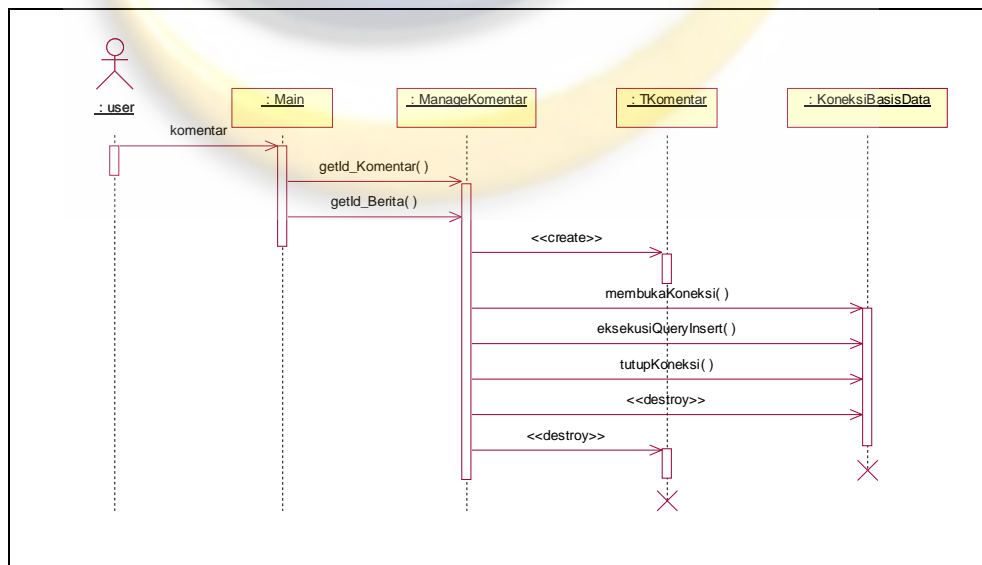 : user
: Main
: ManageKomentar
: TKomentar
: KoneksiBasisData
komentar
getId_Komentar( )
getId_Berita( )
<<create>>
membukaKoneksi( )
eksekusiQueryInsert( )
tutupKoneksi( )
<<destroy>>
<<destroy>>